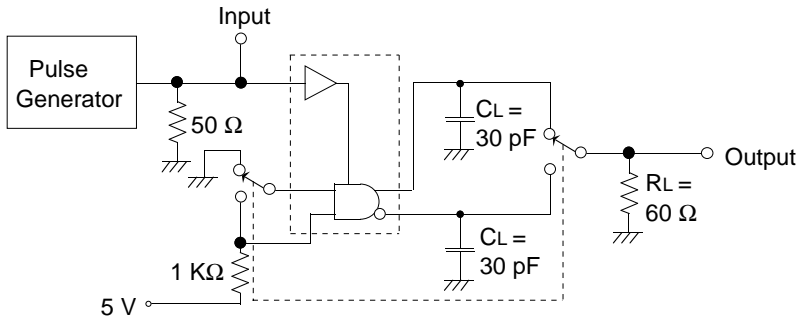 Input
Pulse
Generator
50 Ω
CL =
30 pF
Output
RL =
60 Ω
CL =
30 pF
1 KΩ
5 V